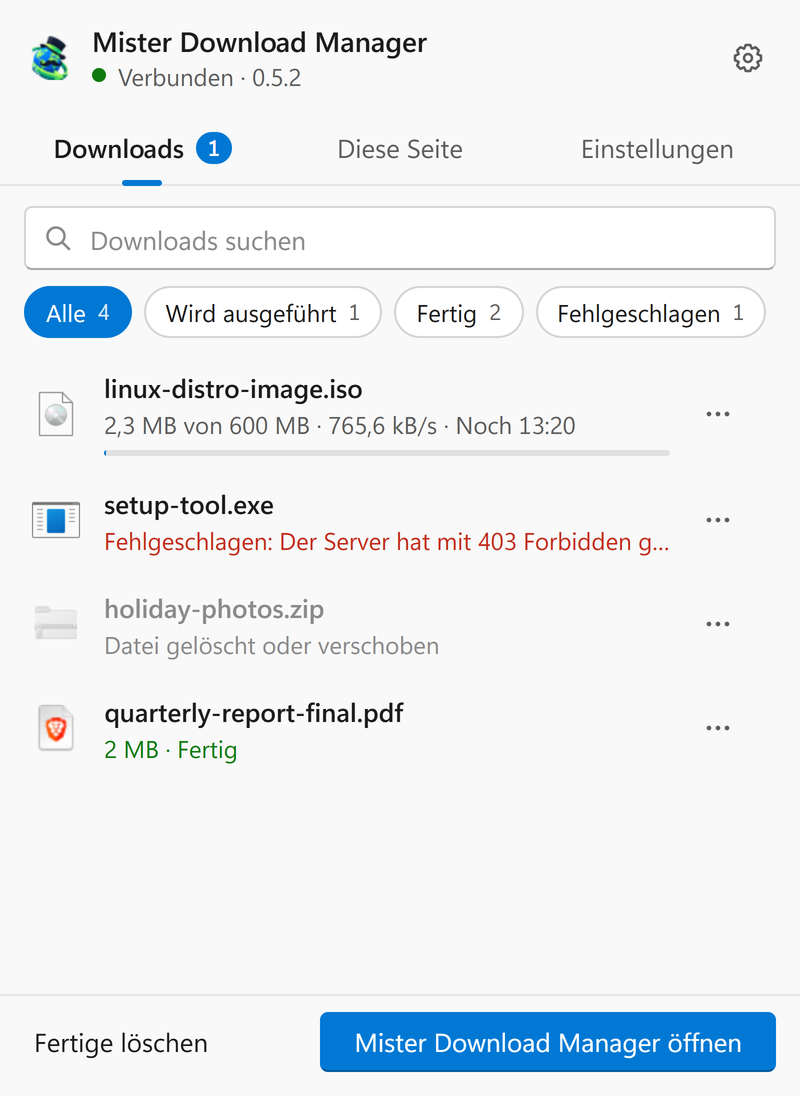 Mister Download Manager
Verbunden · 0.5.2
Downloads 1
Diese Seite
Einstellungen
Downloads suchen
Alle 4
Wird ausgeführt 1
Fertig 2
Fehlgeschlagen 1
linux-distro-image.iso
2,3 MB von 600 MB · 765,6 kB/s · Noch 13:20
setup-tool.exe
Fehlgeschlagen: Der Server hat mit 403 Forbidden g...
holiday-photos.zip
Datei gelöscht oder verschoben
quarterly-report-final.pdf
2 MB · Fertig
Fertige löschen
Mister Download Manager öffnen